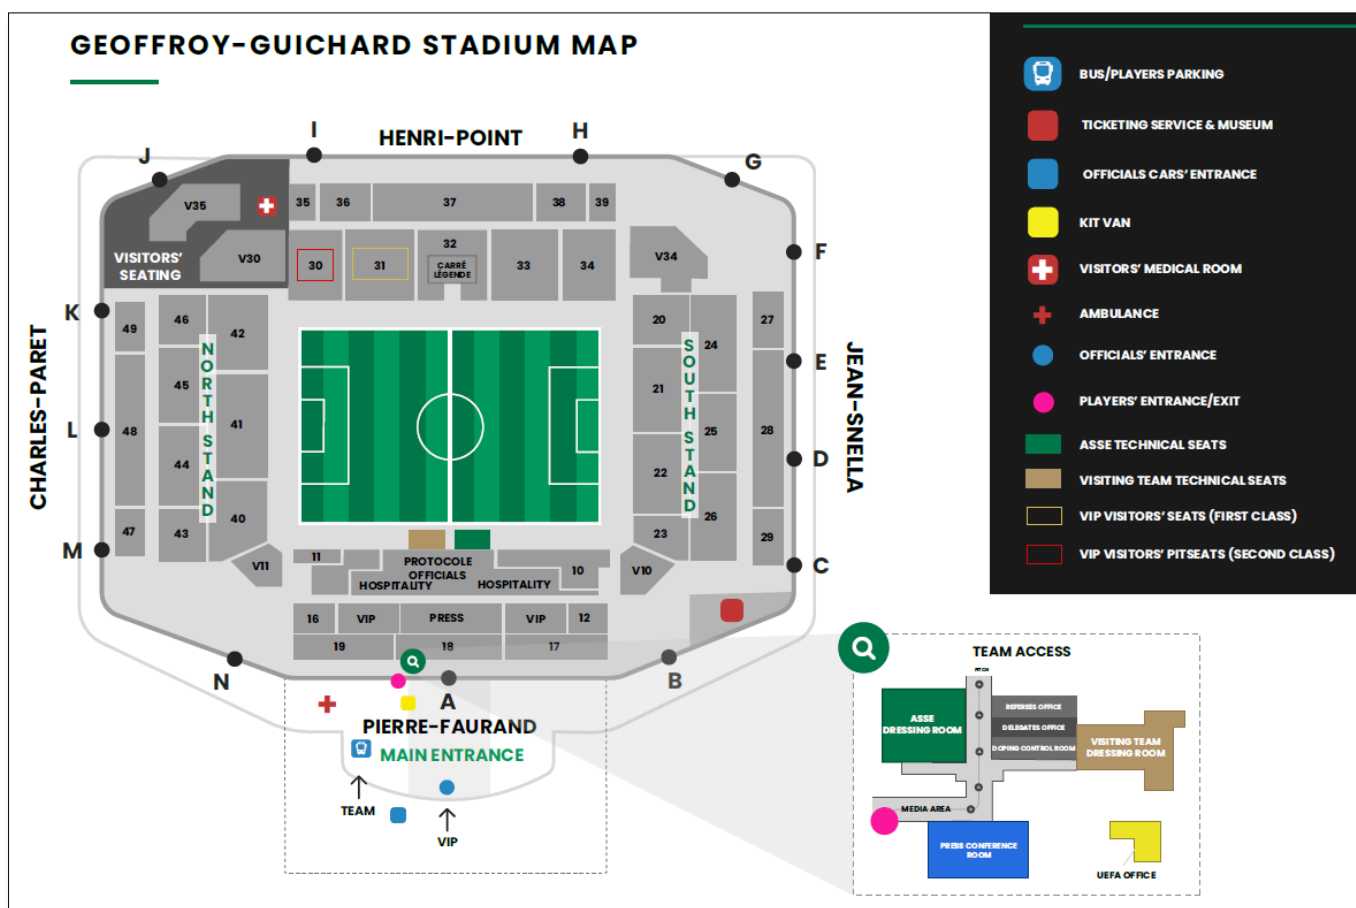 GEOFFROY-GUICHARD STADIUM MAP
BUS/PLAYERS PARKING
TICKETING SERVICE & MUSEUM
OFFICIALS CARS' ENTRANCE
KIT VAN
VISITORS' MEDICAL ROOM
AMBULANCE
OFFICIALS' ENTRANCE
PLAYERS' ENTRANCE/EXIT
ASSE TECHNICAL SEATS
VISITING TEAM TECHNICAL SEATS
VIP VISITORS' SEATS (FIRST CLASS)
VIP VISITORS' PITSEATS (SECOND CLASS)
I
HENRI-POINT
H
J
G
V35
35
36
37
38
39
VISITORS'
SEATING
V30
30
31
32
CARRÉ
LÉGENDE
33
34
V34
F
K
CHARLES-PARET
49
46
42
NORTH STAND
45
41
L
48
44
40
47
43
M
V11
20
SOUTH STAND
24
27
E
JEAN-SNELLA
21
25
28
D
22
26
23
29
C
V10
11
PROTOCOLE
OFFICIALS
10
HOSPITALITY
HOSPITALITY
16
VIP
PRESS
VIP
12
19
18
17
N
A
B
PIERRE-FAURAND
MAIN ENTRANCE
TEAM
VIP
TEAM ACCESS
PITCH
ASSE
DRESSING ROOM
REFEREES OFFICE
DELEGATES OFFICE
DOPING CONTROL ROOM
VISITING TEAM
DRESSING ROOM
MEDIA AREA
PRESS CONFERENCE
ROOM
UEFA OFFICE